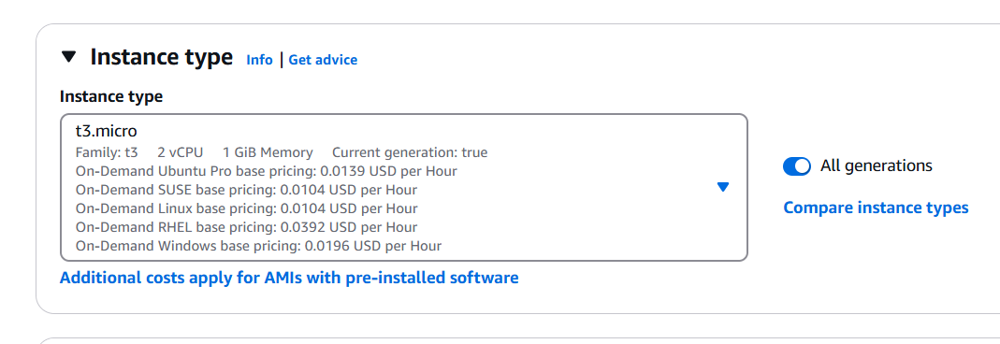 Instance type Info | Get advice
Instance type
t3.micro
Family: t3 2 vCPU 1 GiB Memory Current generation: true
On-Demand Ubuntu Pro base pricing: 0.0139 USD per Hour
On-Demand SUSE base pricing: 0.0104 USD per Hour
On-Demand Linux base pricing: 0.0104 USD per Hour
On-Demand RHEL base pricing: 0.0392 USD per Hour
On-Demand Windows base pricing: 0.0196 USD per Hour
All generations
Compare instance types
Additional costs apply for AMIs with pre-installed software